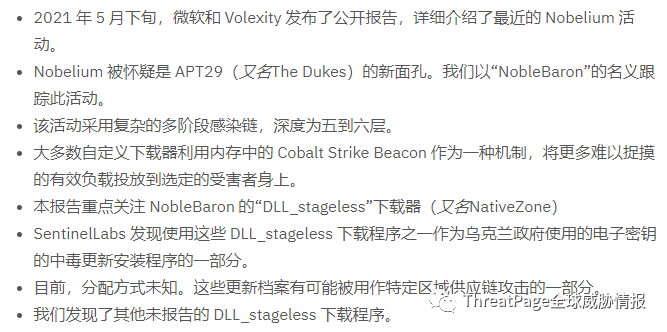 • 2021 年 5 月下旬，微软和 Volexity 发布了公开报告，详细介绍了最近的 Nobelium 活
动。
• Nobelium 被怀疑是 APT29（又名The Dukes）的新面孔。我们以“NobleBaron”的名义跟
踪此活动。
• 该活动采用复杂的多阶段感染链，深度为五到六层。
• 大多数自定义下载器利用内存中的 Cobalt Strike Beacon 作为一种机制，将更多难以捉摸
的有效负载投放到选定的受害者身上。
• 本报告重点关注 NobleBaron 的“DLL_stageless”下载器（又名NativeZone）
• SentinelLabs 发现使用这些 DLL_stageless 下载程序之一作为乌克兰政府使用的电子密钥
的中毒更新安装程序的一部分。
• 目前，分配方式未知。这些更新档案有可能被用作特定区域供应链攻击的一部分。
• 我们发现了其他未报告的 DLL_stageless 下载程序。
ThreatPage全球威胁情报